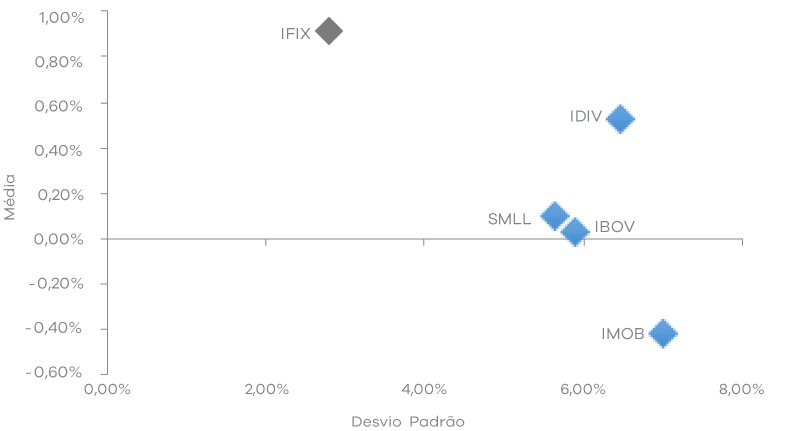 1,00%
IFIX
0,80%
0,60%
IDIV
0,40%
0,20%
Média
SMLL
IBOV
0,00%
-0,20%
-0,40%
IMOB
-0,60%
0,00%
2,00%
4,00%
6,00%
8,00%
Desvio Padrão